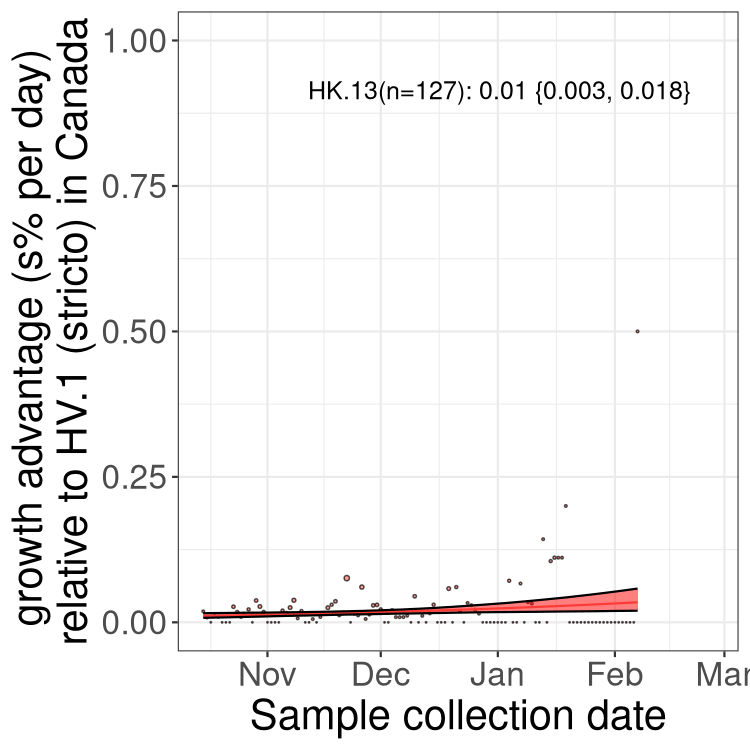 growth advantage (s% per day)
relative to HV.1 (stricto) in Canada
1.00
0.75
0.50
0.25
0.00
HK.13(n=127): 0.01 {0.003, 0.018}
Nov Dec Jan Feb Mar
Sample collection date